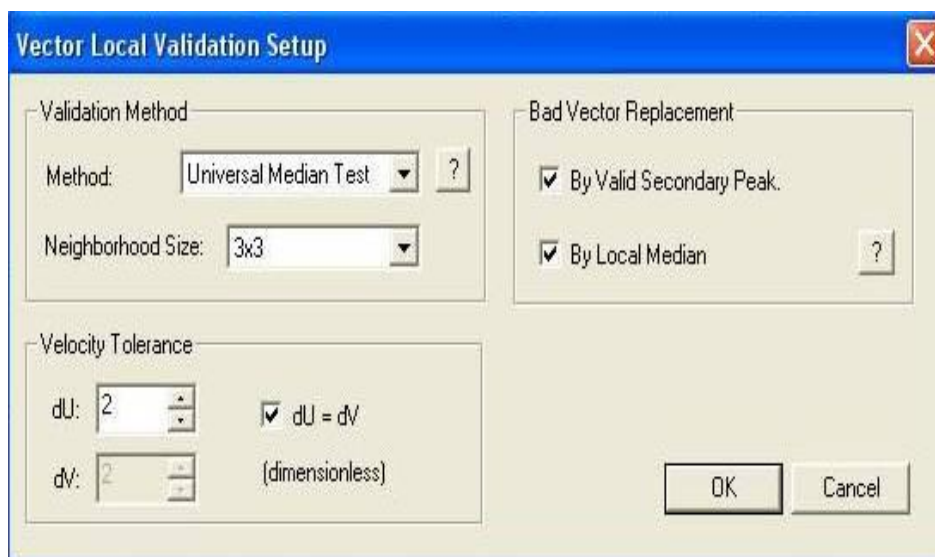 Vector Local Validation Setup
Validation Method
Method: Universal Median Test ?
Neighborhood Size: 3x3
Bad Vector Replacement
By Valid Secondary Peak.
By Local Median ?
Velocity Tolerance
dU: 2 dU = dV
dV: 2 (dimensionless)
OK Cancel